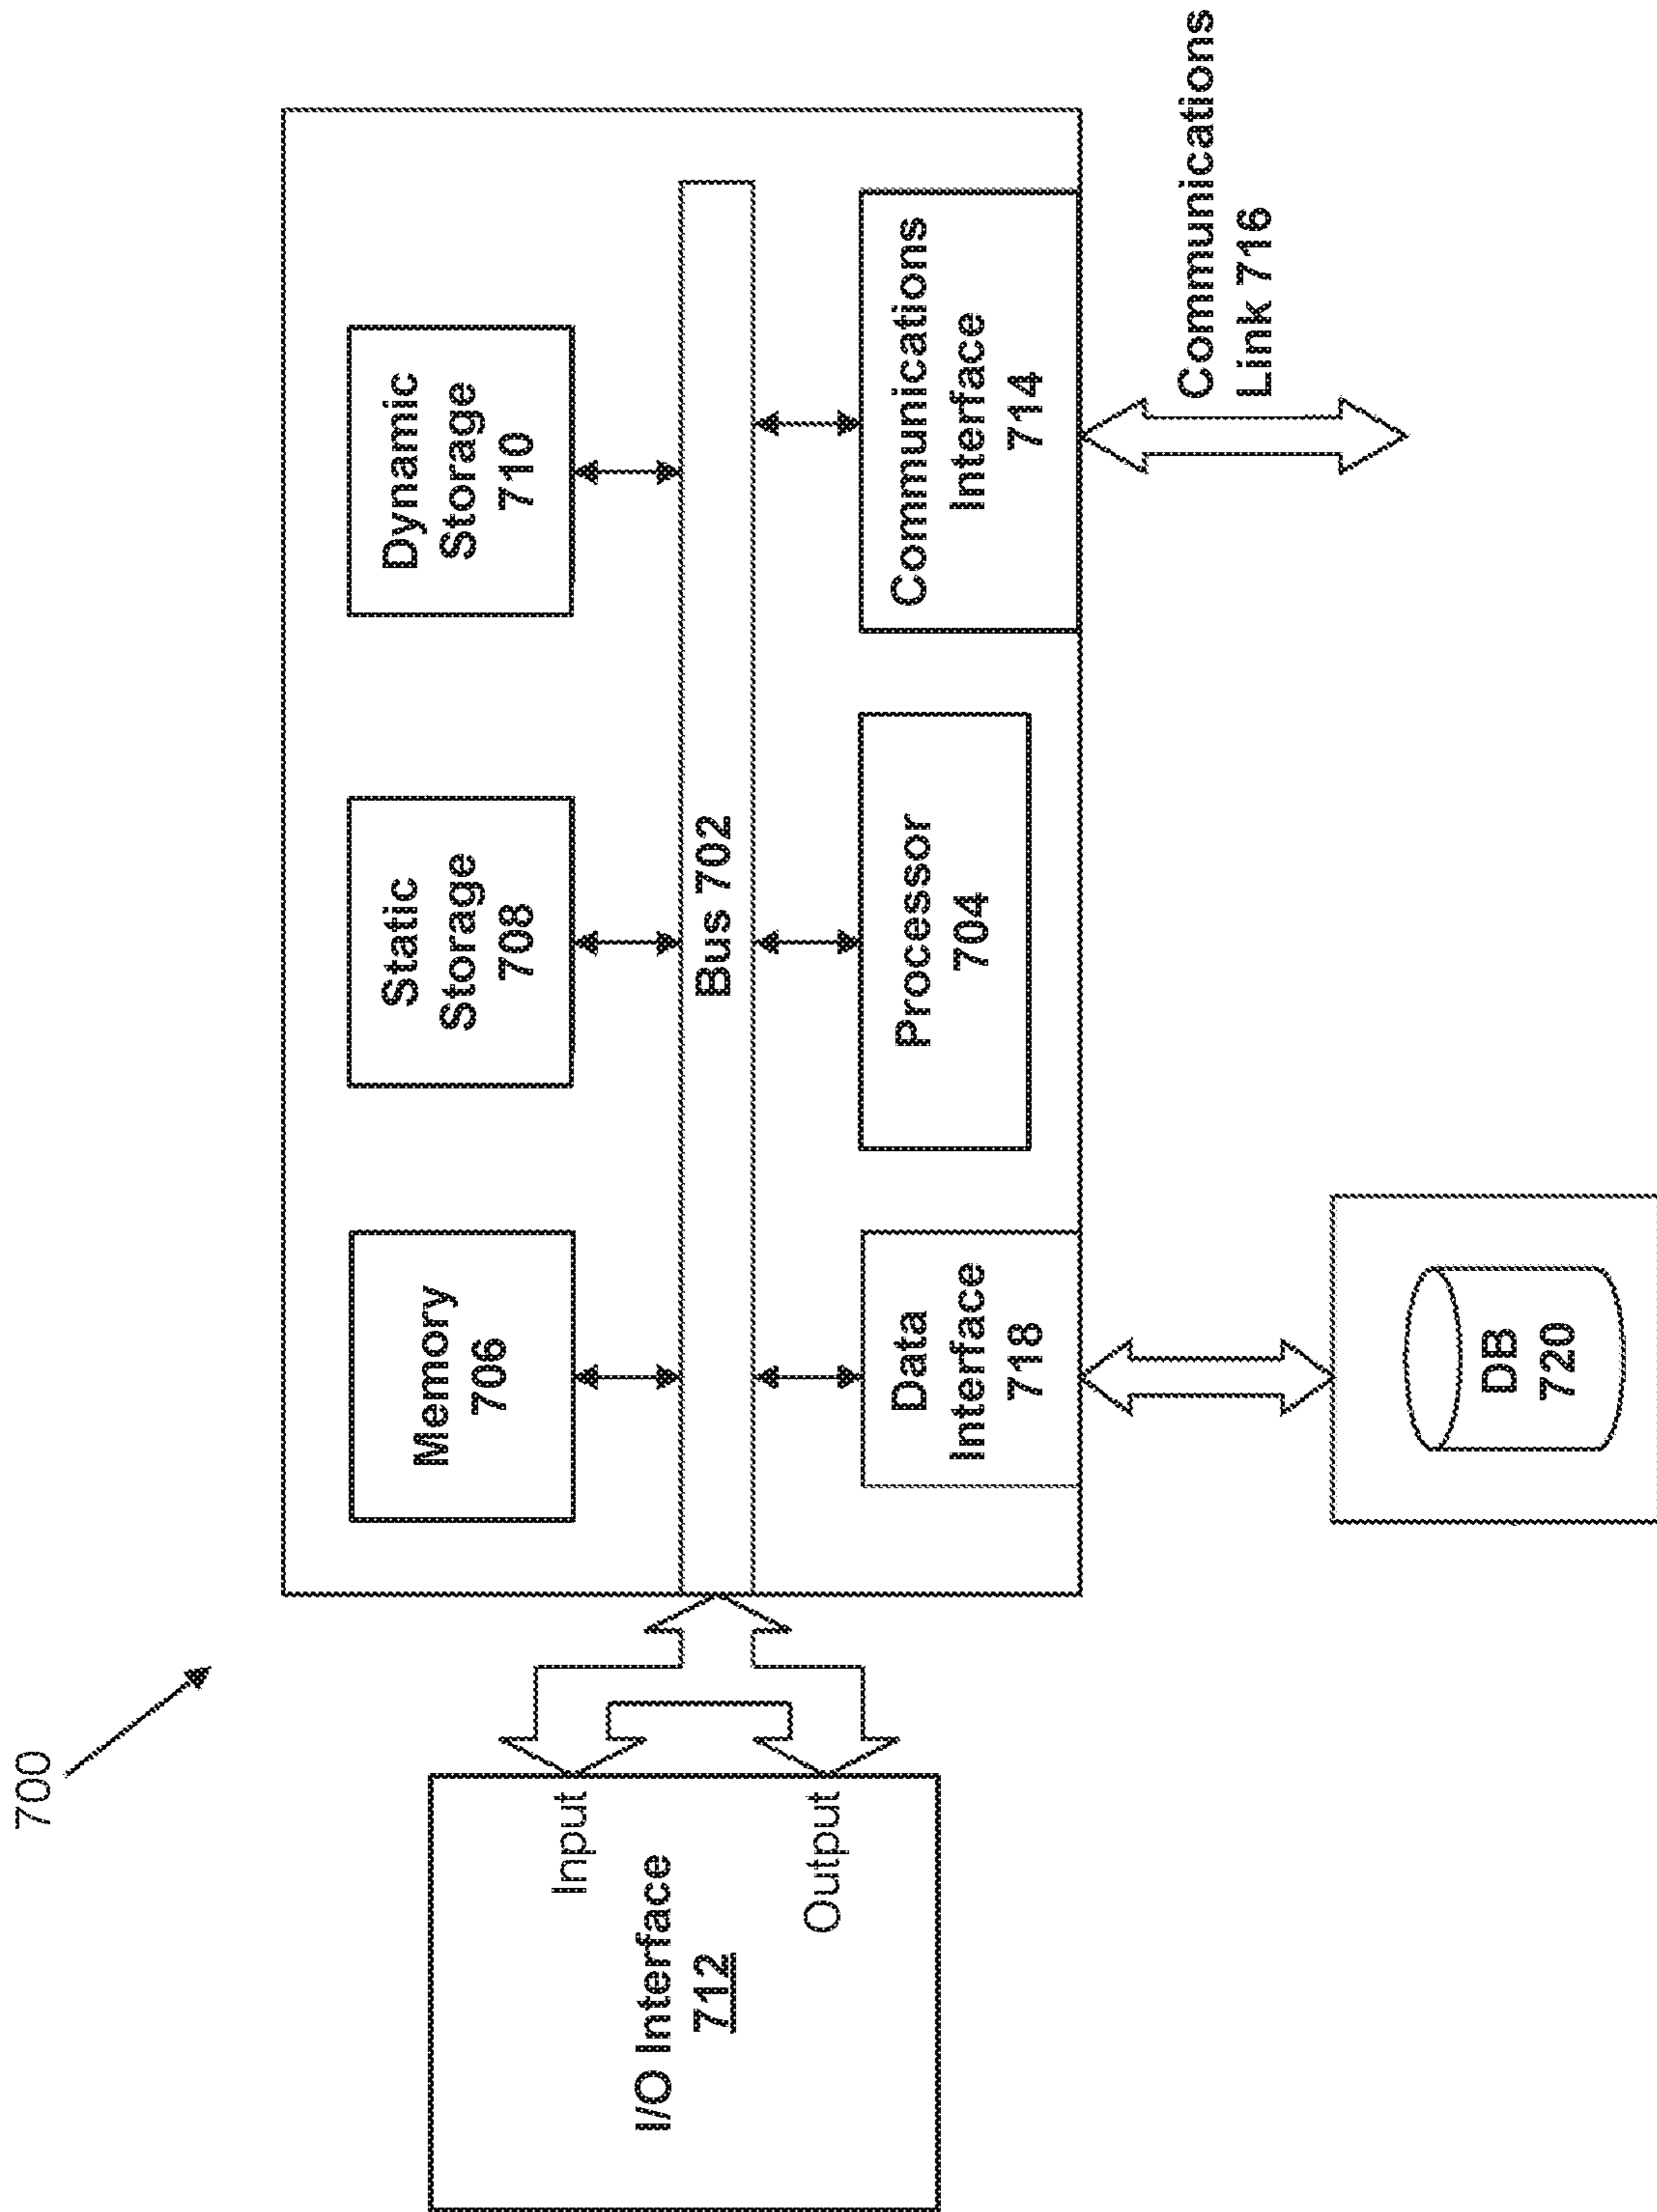 700
Memory
706
Static
Storage
708
Dynamic
Storage
710
I/O Interface
712
Input
Output
Bus 702
Data
Interface
718
Processor
704
Communications
Interface
714
DB
720
Communications
Link 716